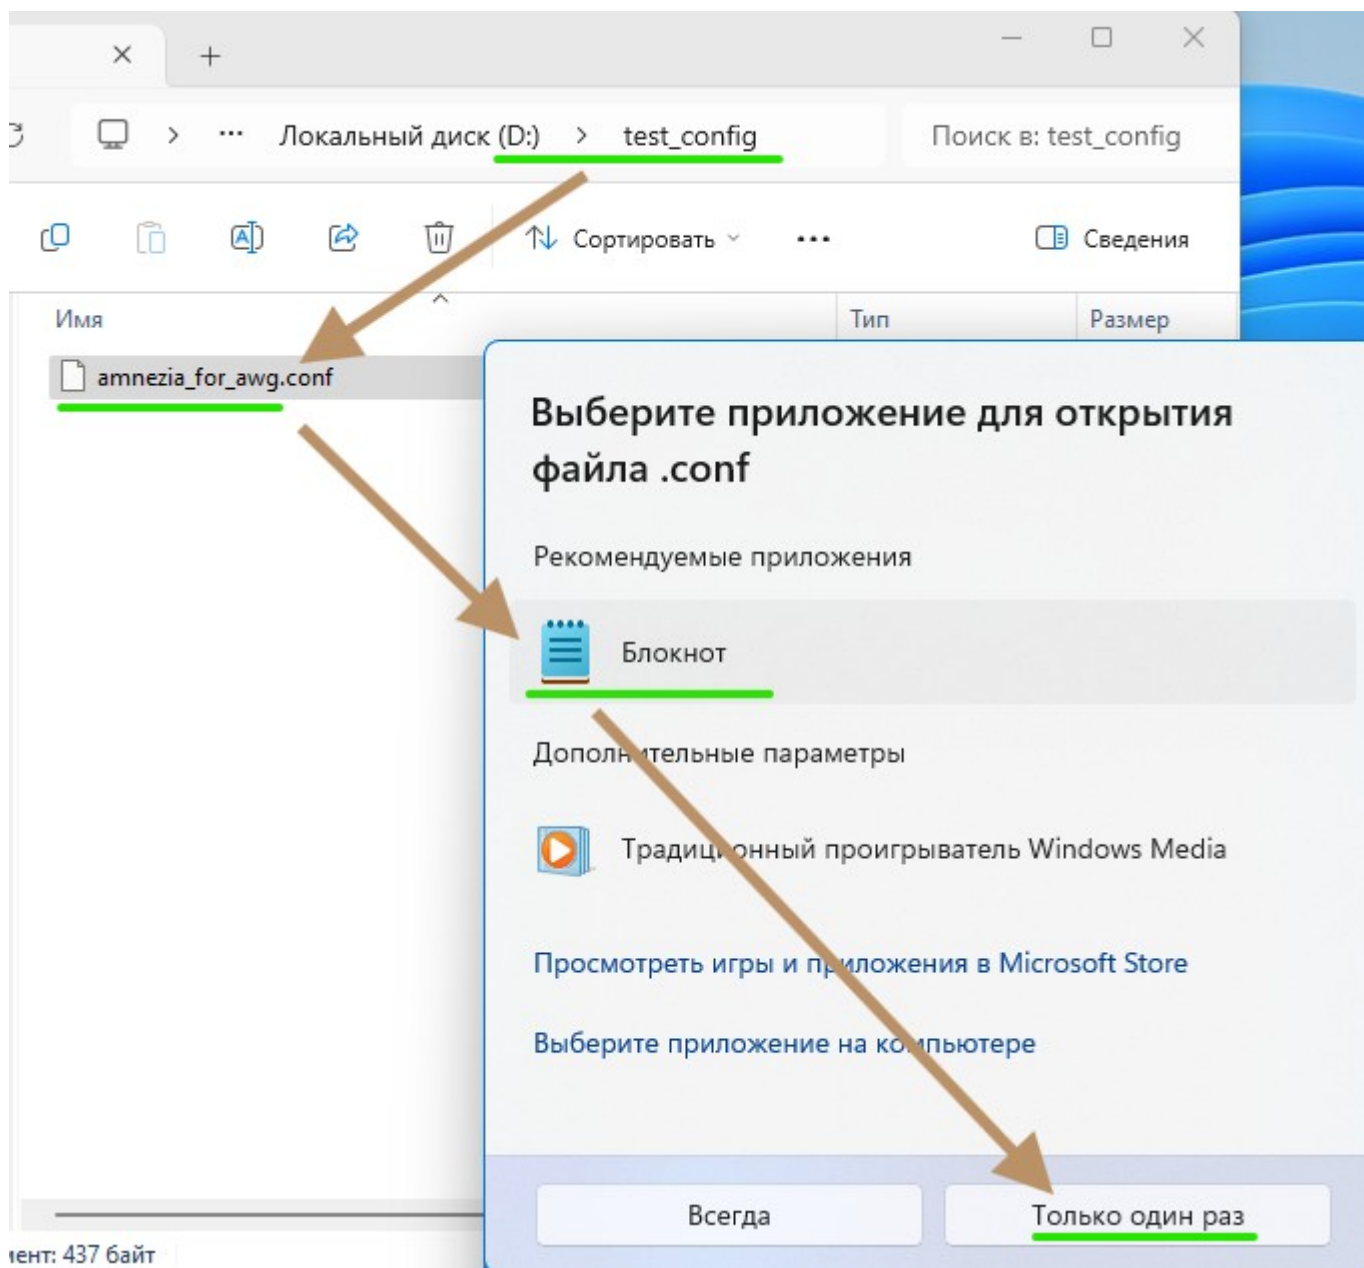 Локальный диск (D:) > test_config
Поиск в: test_config
Сортировать
Сведения
Имя
Тип
Размер
amnezia_for_awg.conf
Выберите приложение для открытия
файла .conf
Рекомендуемые приложения
Блокнот
Дополнительные параметры
Традиционный проигрыватель Windows Media
Просмотреть игры и приложения в Microsoft Store
Выберите приложение на компьютере
Всегда
Только один раз
437 байт